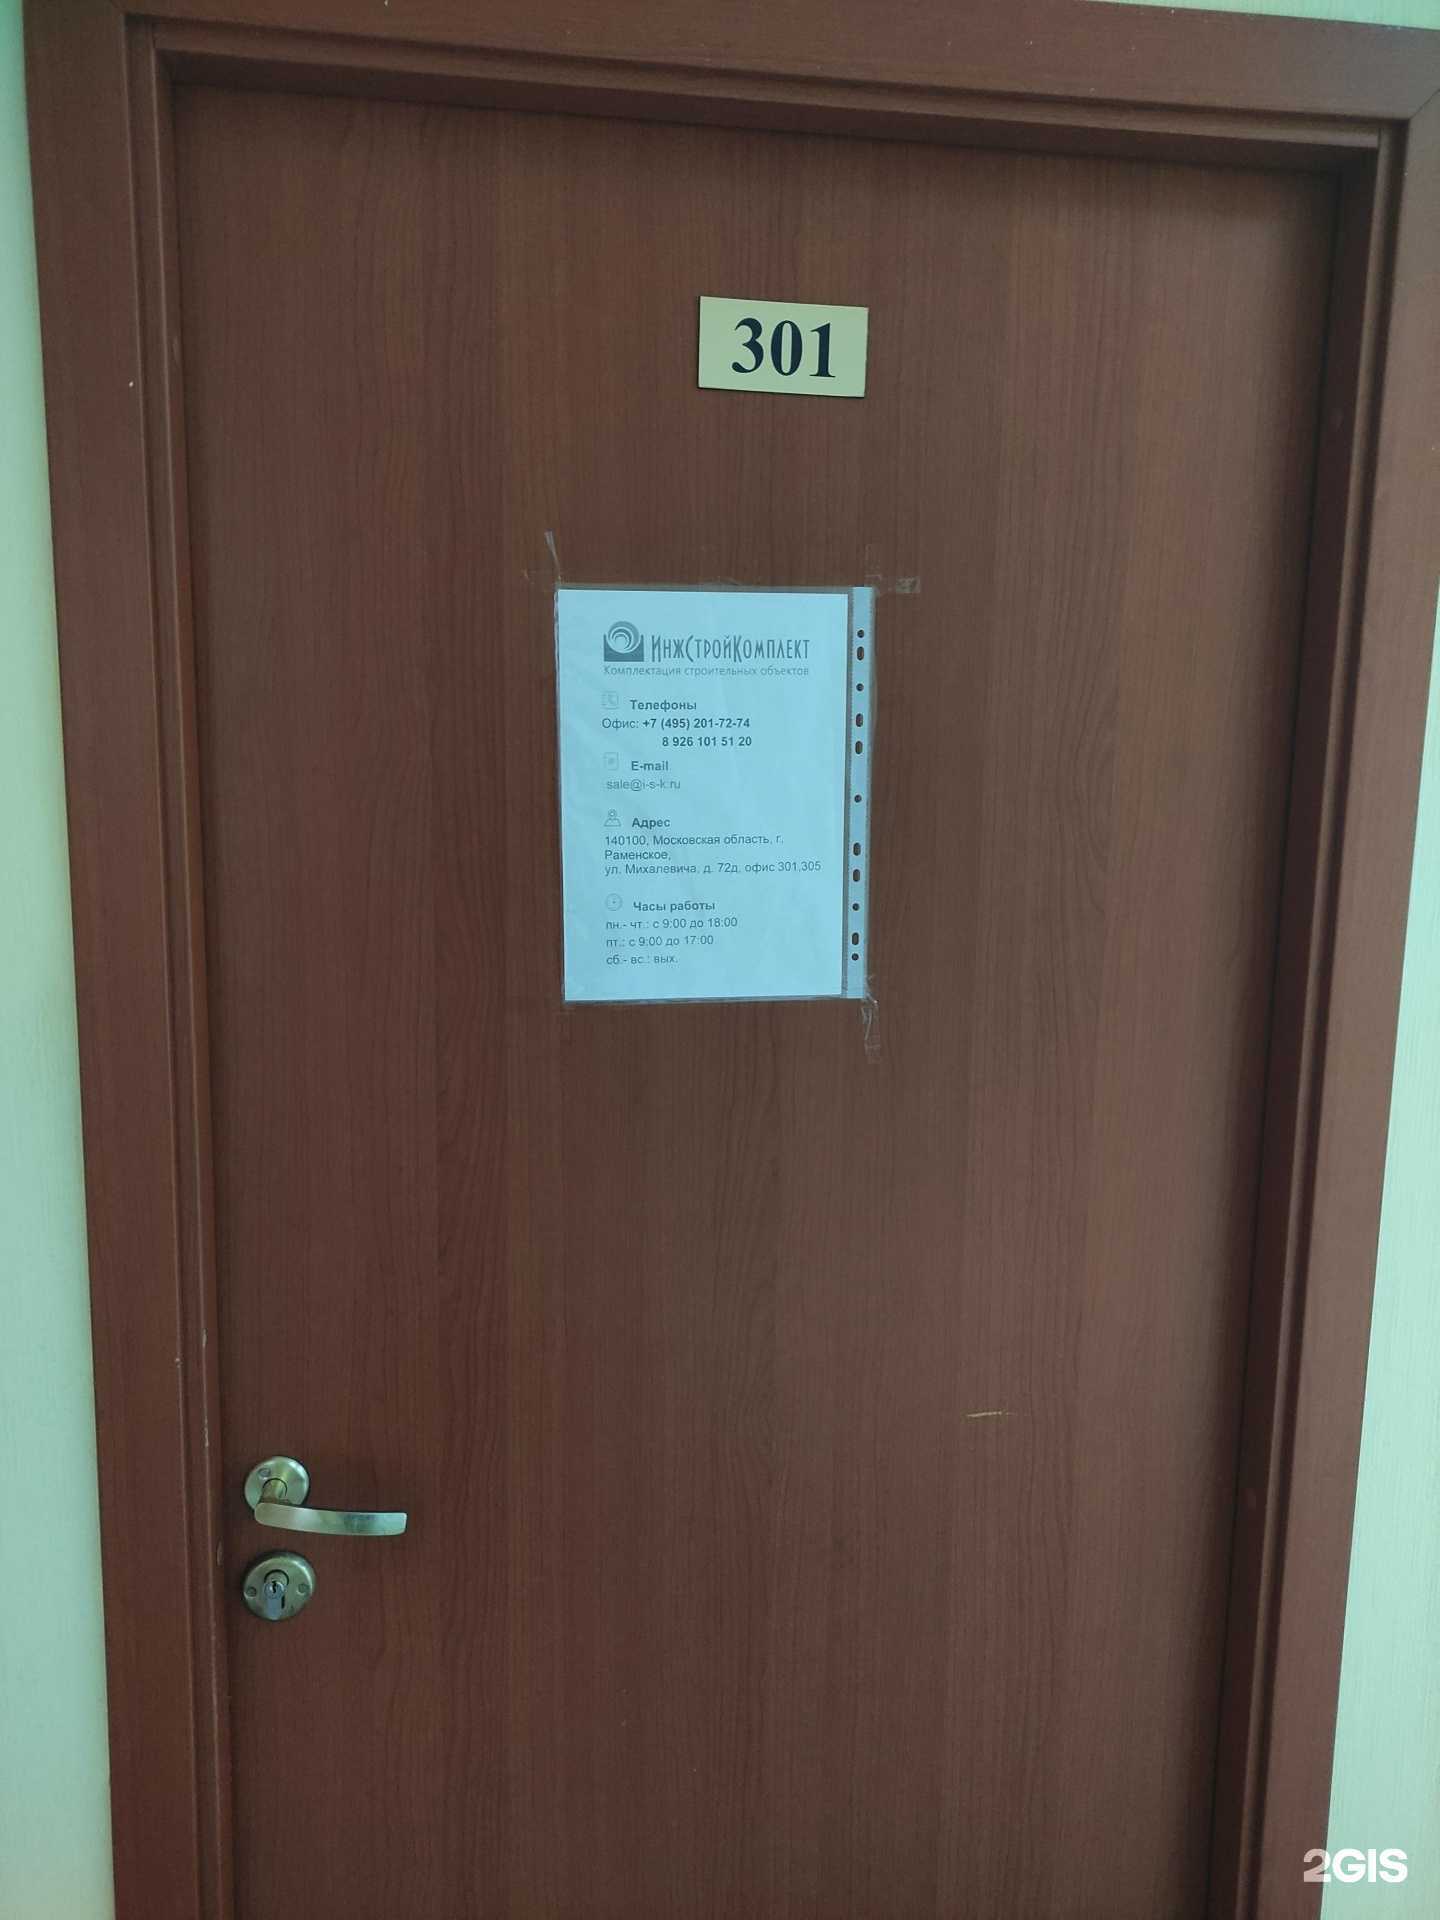 301
ИнжСтройКомплект
Комплектация строительных объектов
Телефоны
Офис: +7 (495) 201-72-74
8 926 101 51 20
E-mail
sale@i-s-k.ru
Адрес
140100, Московская область, г.
Раменское,
ул. Михалевича, д. 72д, офис 301,305
Часы работы
пн.- чт.: с 9:00 до 18:00
пт.: с 9:00 до 17:00
сб.- вс.: вых.
2GIS